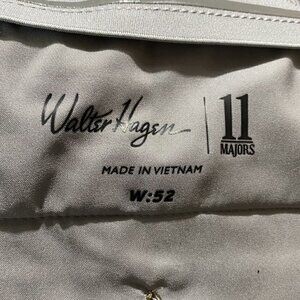 Walter Hagen | 11
MAJORS
MADE IN VIETNAM
W:52